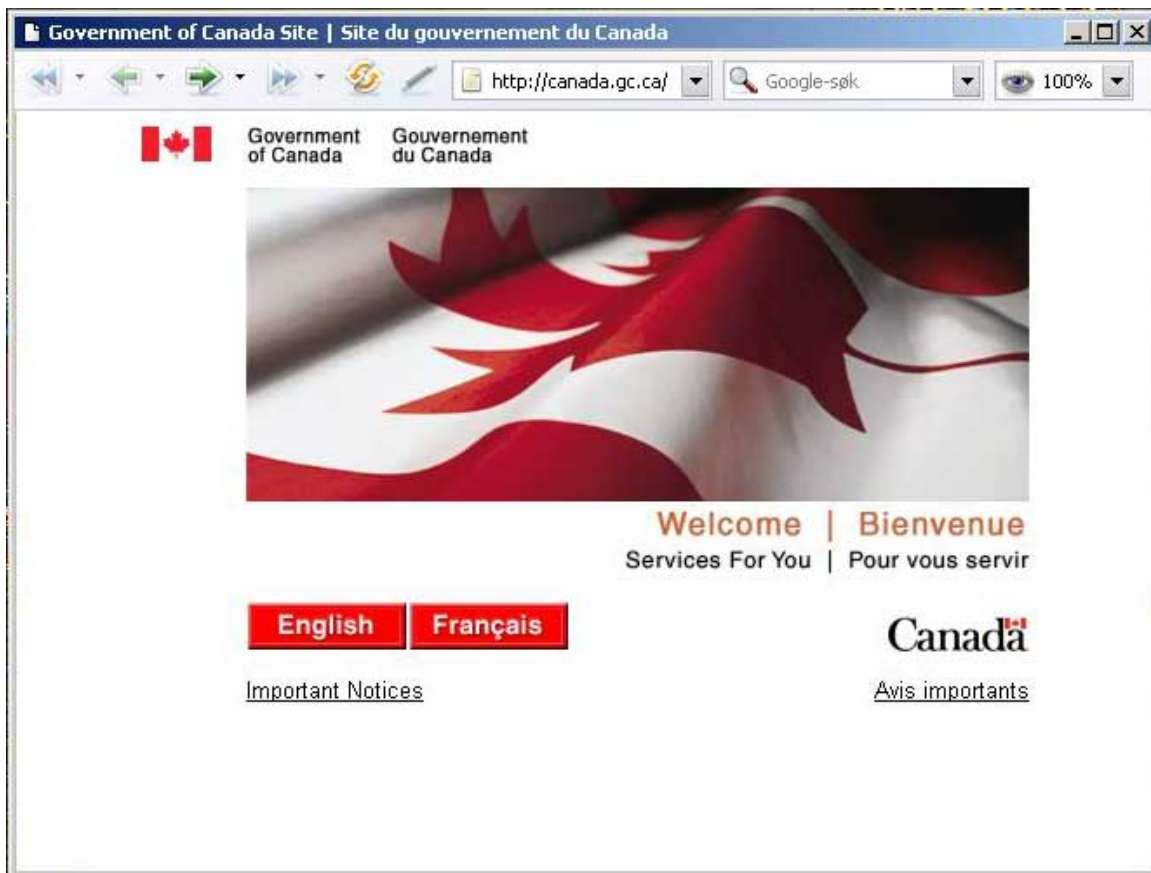 Government of Canada Site | Site du gouvernement du Canada
http://canada.gc.ca/ Google-søk 100%
Government Gouvernement
of Canada du Canada
Welcome | Bienvenue
Services For You | Pour vous servir
English Français Canada
Important Notices Avis importants